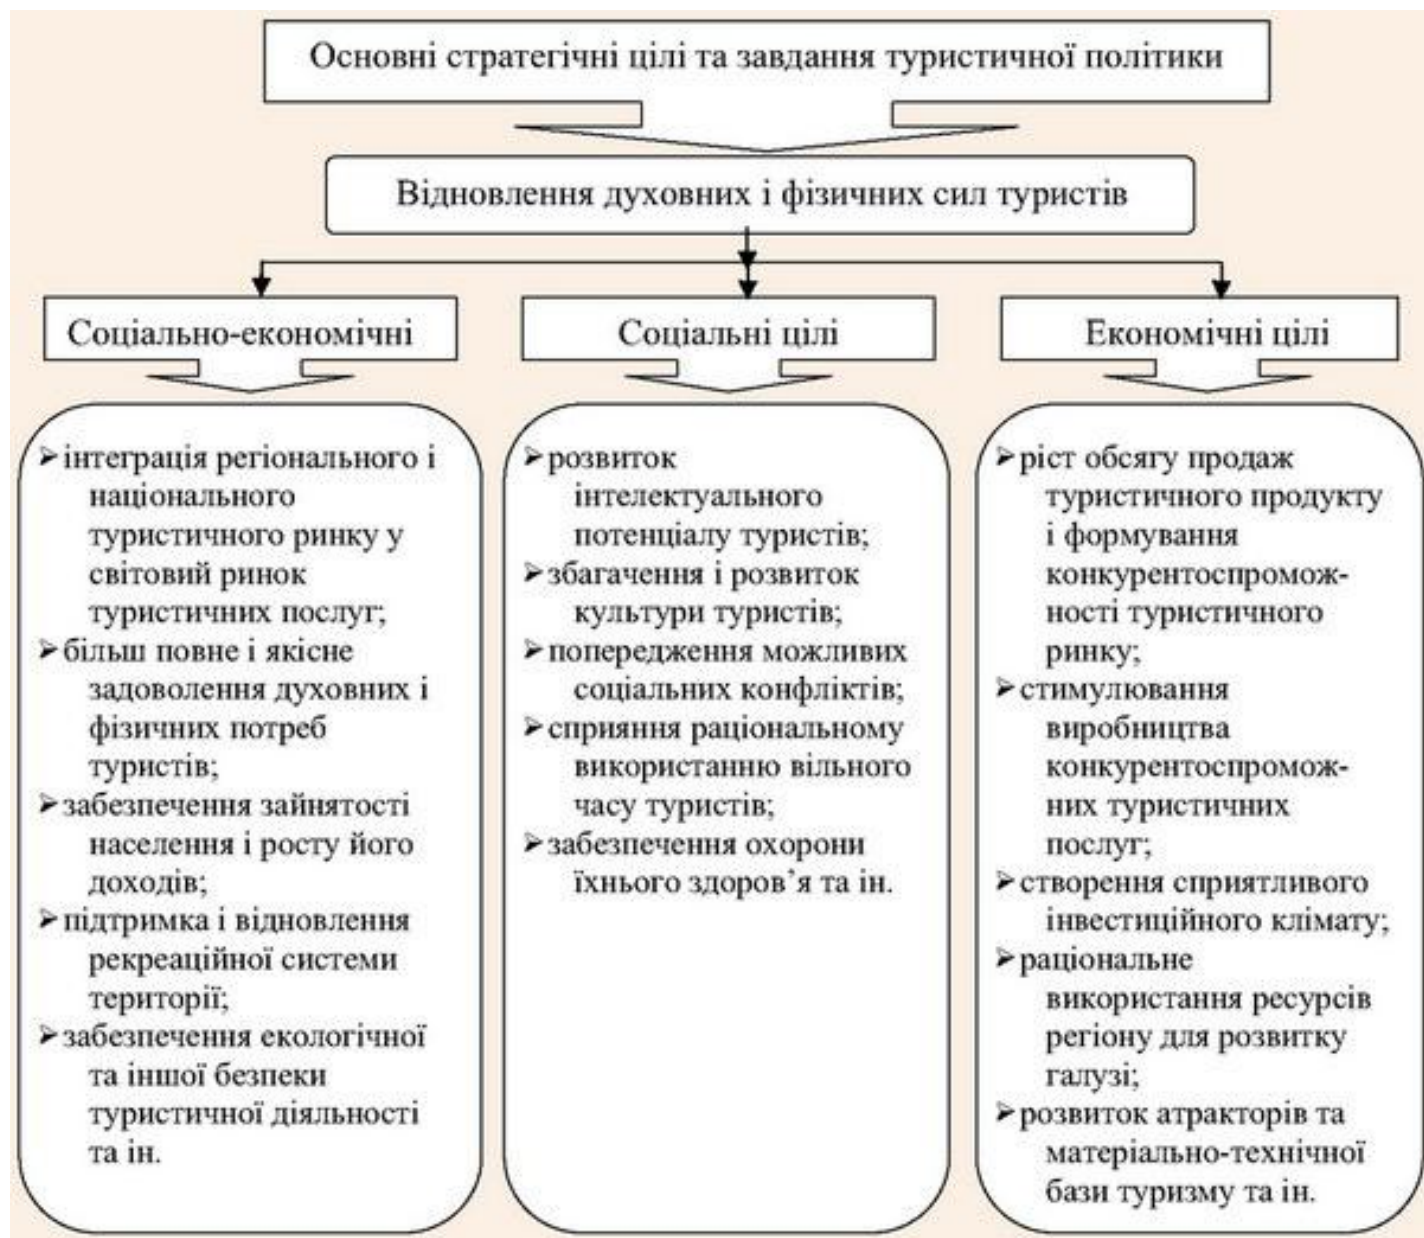 Основні стратегічні цілі та завдання туристичної політики
Відновлення духовних і фізичних сил туристів
Соціально-економічні
➢інтеграція регіонального і
національного
туристичного ринку у
світовий ринок
туристичних послуг;
➢більш повне і якісне
задоволення духовних і
фізичних потреб
туристів;
➢забезпечення зайнятості
населення і росту його
доходів;
➢підтримка і відновлення
рекреаційної системи
території;
➢забезпечення екологічної
та іншої безпеки
туристичної діяльності
та ін.
Соціальні цілі
➢розвиток
інтелектуального
потенціалу туристів;
➢збагачення і розвиток
культури туристів;
➢попередження можливих
соціальних конфліктів;
➢сприяння раціональному
використанню вільного
часу туристів;
➢забезпечення охорони
їхнього здоров’я та ін.
Економічні цілі
➢ріст обсягу продаж
туристичного продукту
і формування
конкурентоспромож-
ності туристичного
ринку;
➢стимулювання
виробництва
конкурентоспромож-
них туристичних
послуг;
➢створення сприятливого
інвестиційного клімату;
➢раціональне
використання ресурсів
регіону для розвитку
галузі;
➢розвиток атракторів та
матеріально-технічної
бази туризму та ін.